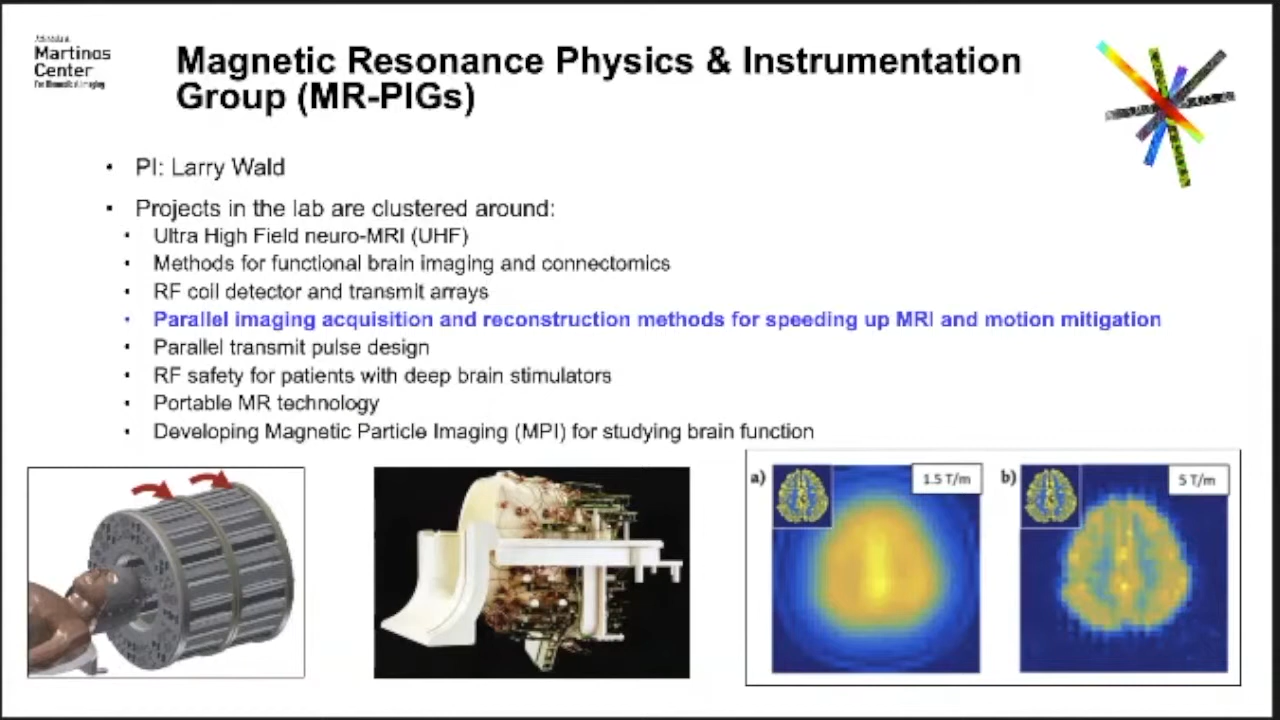 Athinoula A.
Martinos
Center
For Biomedical Imaging
Magnetic Resonance Physics & Instrumentation
Group (MR-PIGs)
PI: Larry Wald
Projects in the lab are clustered around:
Ultra High Field neuro-MRI (UHF)
Methods for functional brain imaging and connectomics
RF coil detector and transmit arrays
Parallel imaging acquisition and reconstruction methods for speeding up MRI and motion mitigation
Parallel transmit pulse design
RF safety for patients with deep brain stimulators
Portable MR technology
Developing Magnetic Particle Imaging (MPI) for studying brain function
a) 1.5 T/m b) 5 T/m